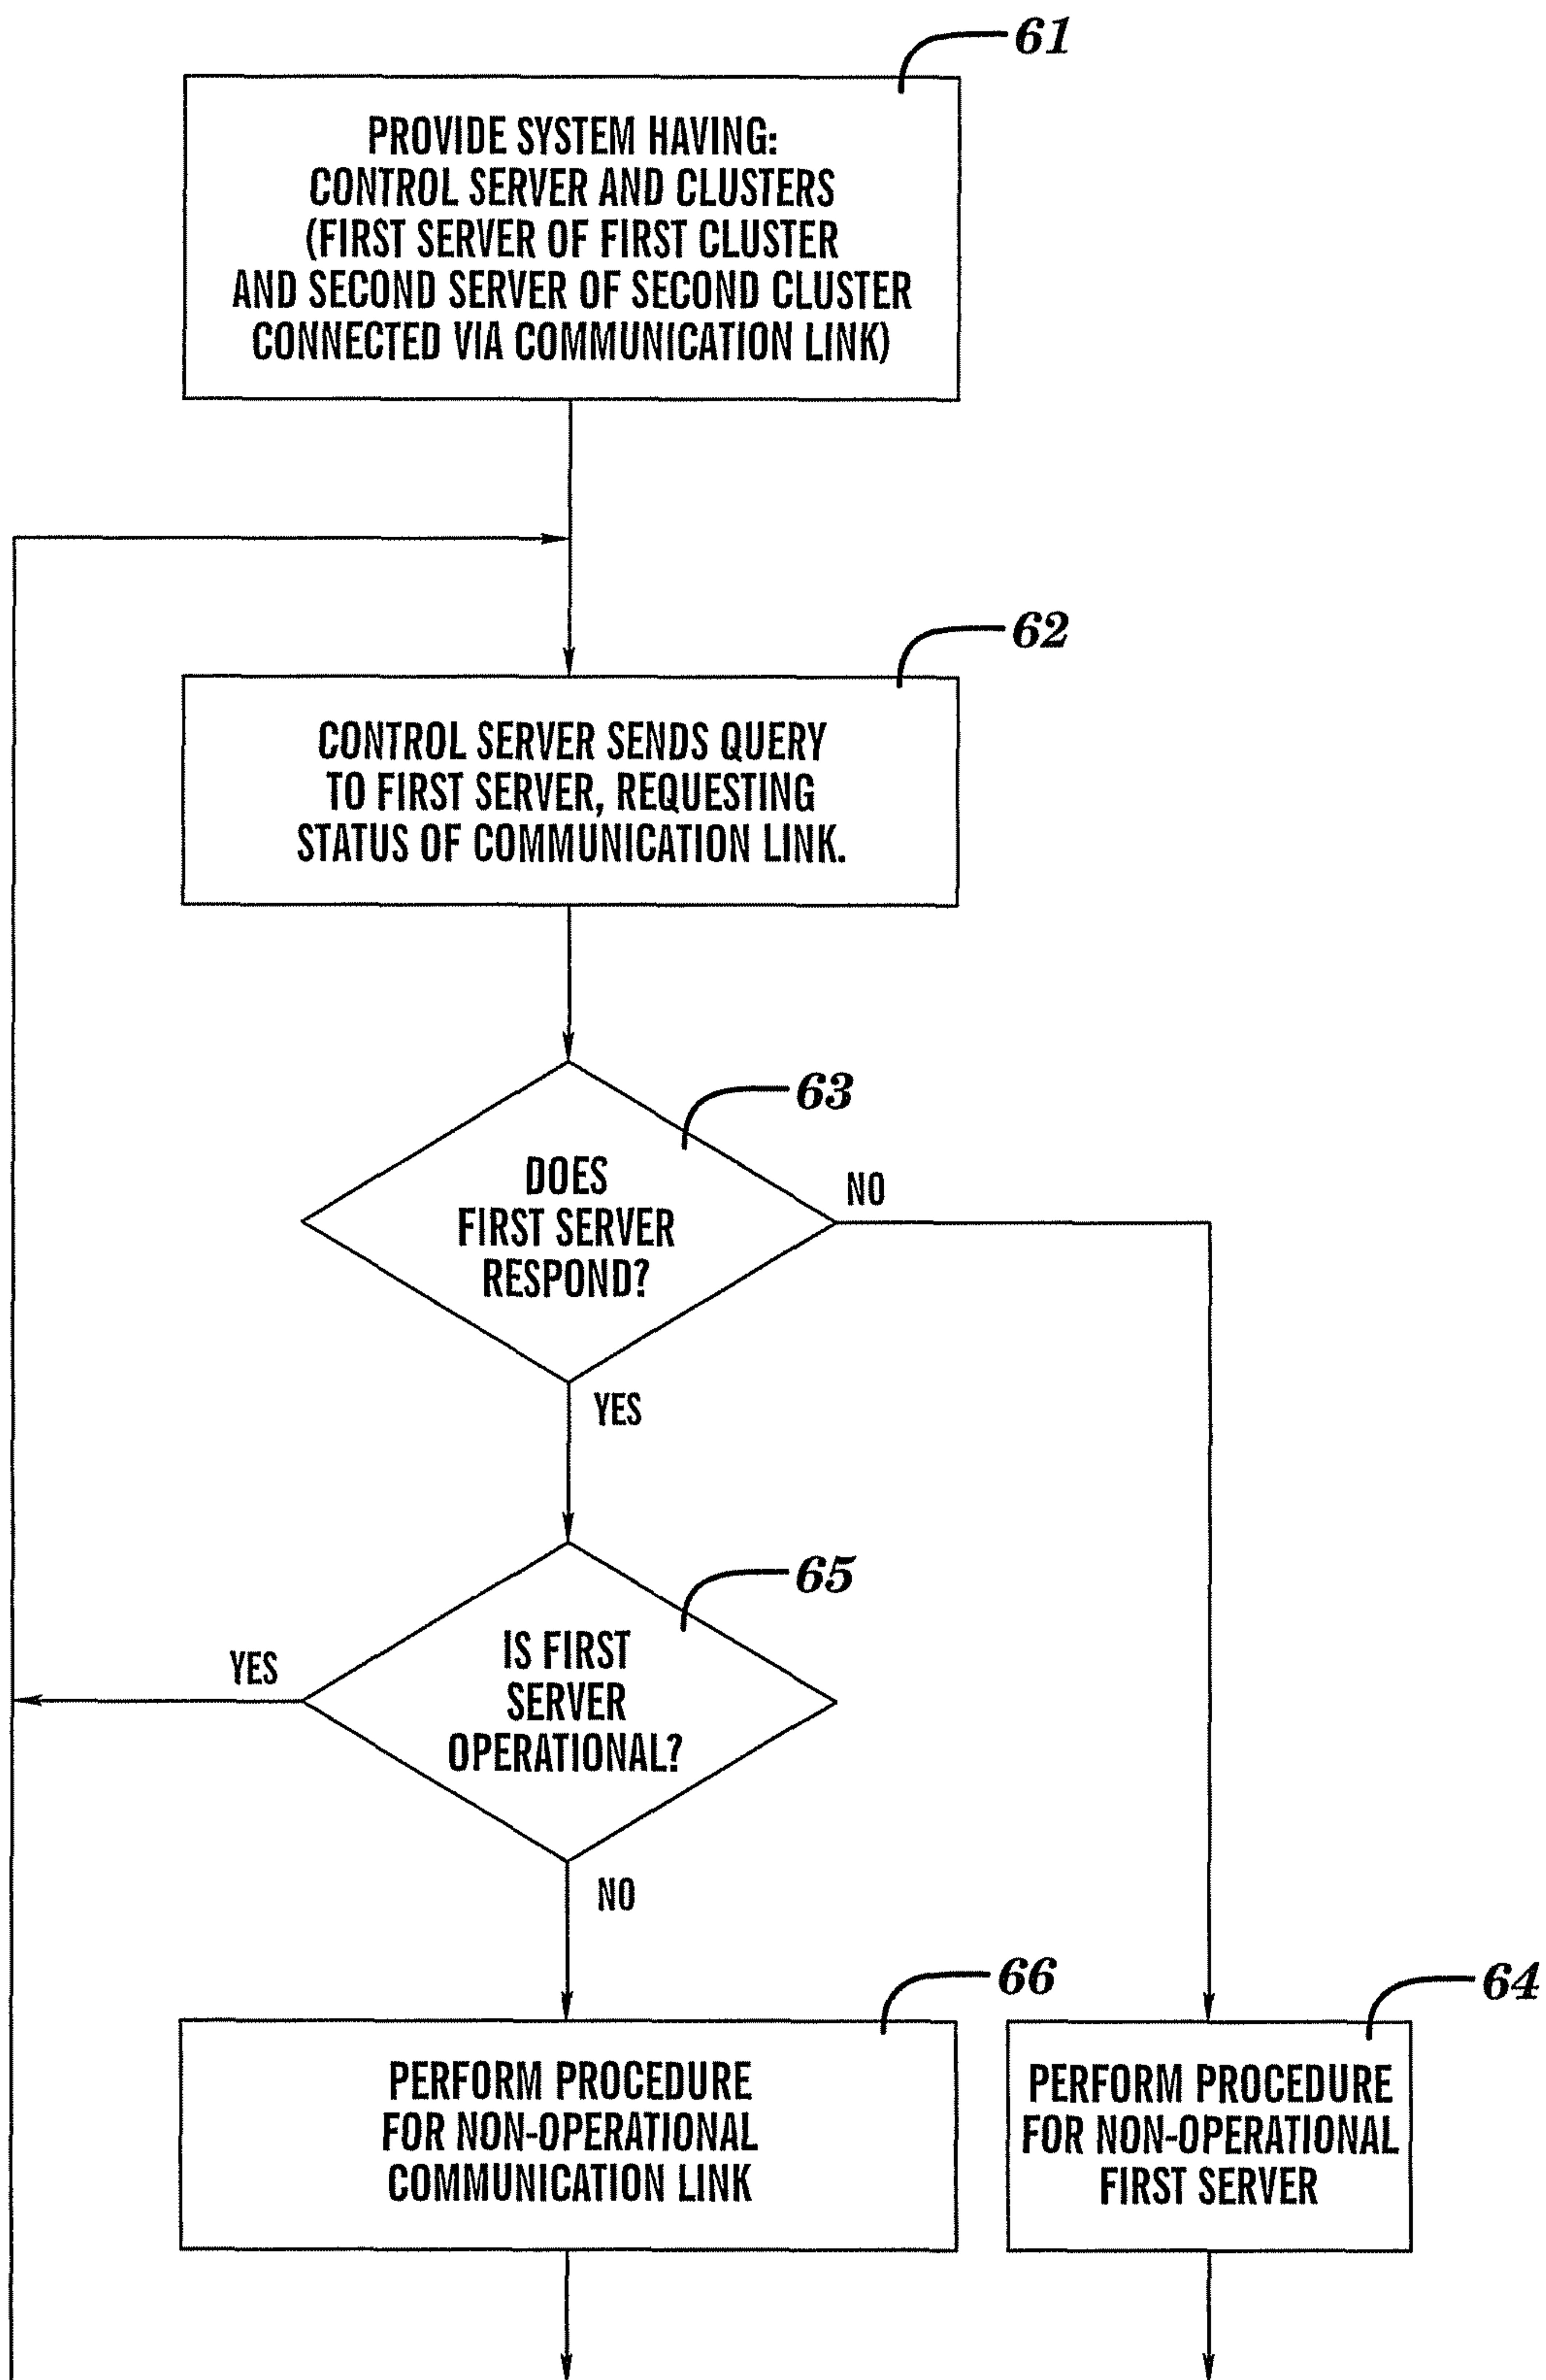 61
PROVIDE SYSTEM HAVING:
CONTROL SERVER AND CLUSTERS
(FIRST SERVER OF FIRST CLUSTER
AND SECOND SERVER OF SECOND CLUSTER
CONNECTED VIA COMMUNICATION LINK)
62
CONTROL SERVER SENDS QUERY
TO FIRST SERVER, REQUESTING
STATUS OF COMMUNICATION LINK.
63
DOES
FIRST SERVER
RESPOND?
NO
YES
65
IS FIRST
SERVER
OPERATIONAL?
YES
NO
66
PERFORM PROCEDURE
FOR NON-OPERATIONAL
COMMUNICATION LINK
64
PERFORM PROCEDURE
FOR NON-OPERATIONAL
FIRST SERVER